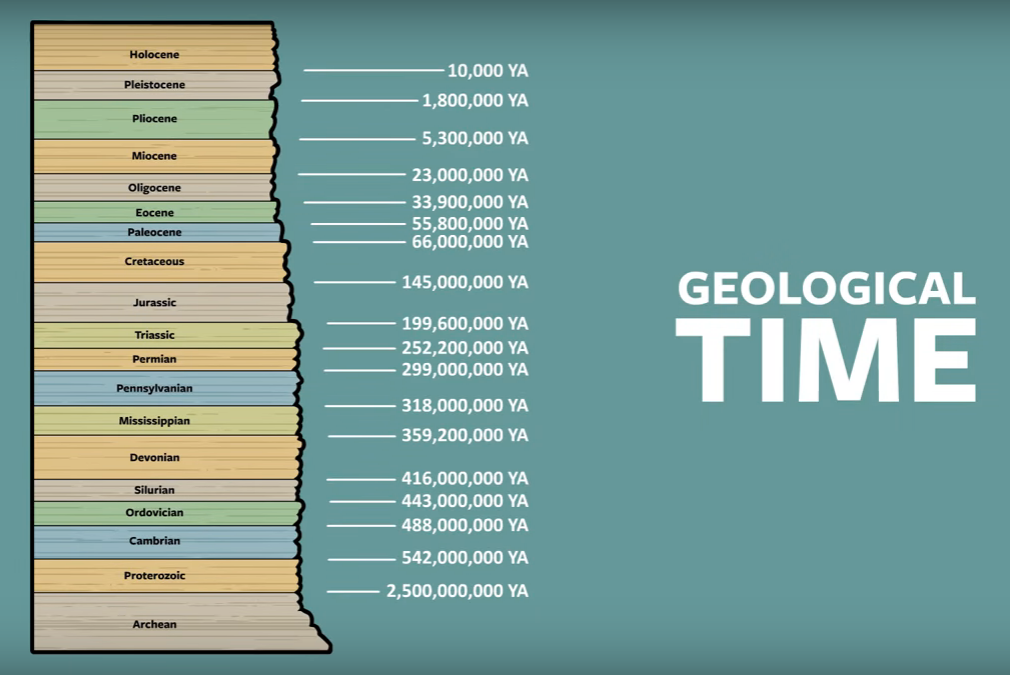 Holocene
10,000 YA
Pleistocene
1,800,000 YA
Pliocene
5,300,000 YA
Miocene
23,000,000 YA
Oligocene
33,900,000 YA
Eocene
55,800,000 YA
Paleocene
66,000,000 YA
Cretaceous
145,000,000 YA
Jurassic
199,600,000 YA
Triassic
252,200,000 YA
Permian
299,000,000 YA
Pennsylvanian
318,000,000 YA
Mississippian
359,200,000 YA
Devonian
416,000,000 YA
Silurian
443,000,000 YA
Ordovician
488,000,000 YA
Cambrian
542,000,000 YA
Proterozoic
2,500,000,000 YA
Archean
GEOLOGICAL
TIME